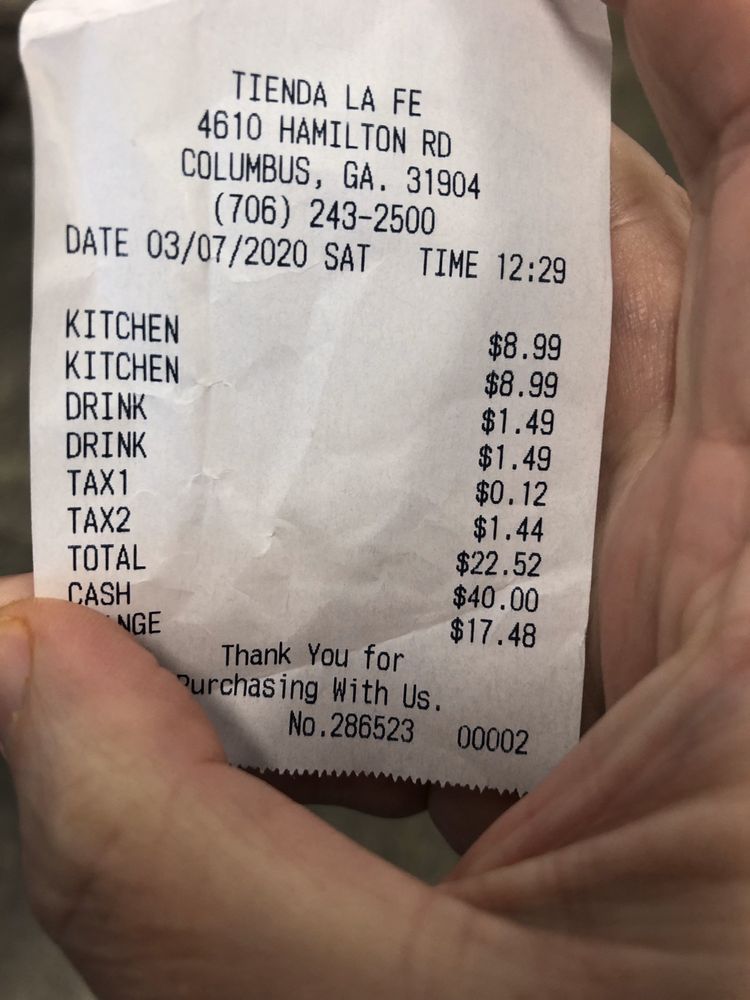 TIENDA LA FE
4610 HAMILTON RD
COLUMBUS, GA. 31904
(706) 243-2500
DATE 03/07/2020 SAT TIME 12:29
KITCHEN $8.99
KITCHEN $8.99
DRINK $1.49
DRINK $1.49
TAX1 $0.12
TAX2 $1.44
TOTAL $22.52
CASH $40.00
NGE $17.48
Thank You for
Purchasing With Us.
No.286523 00002